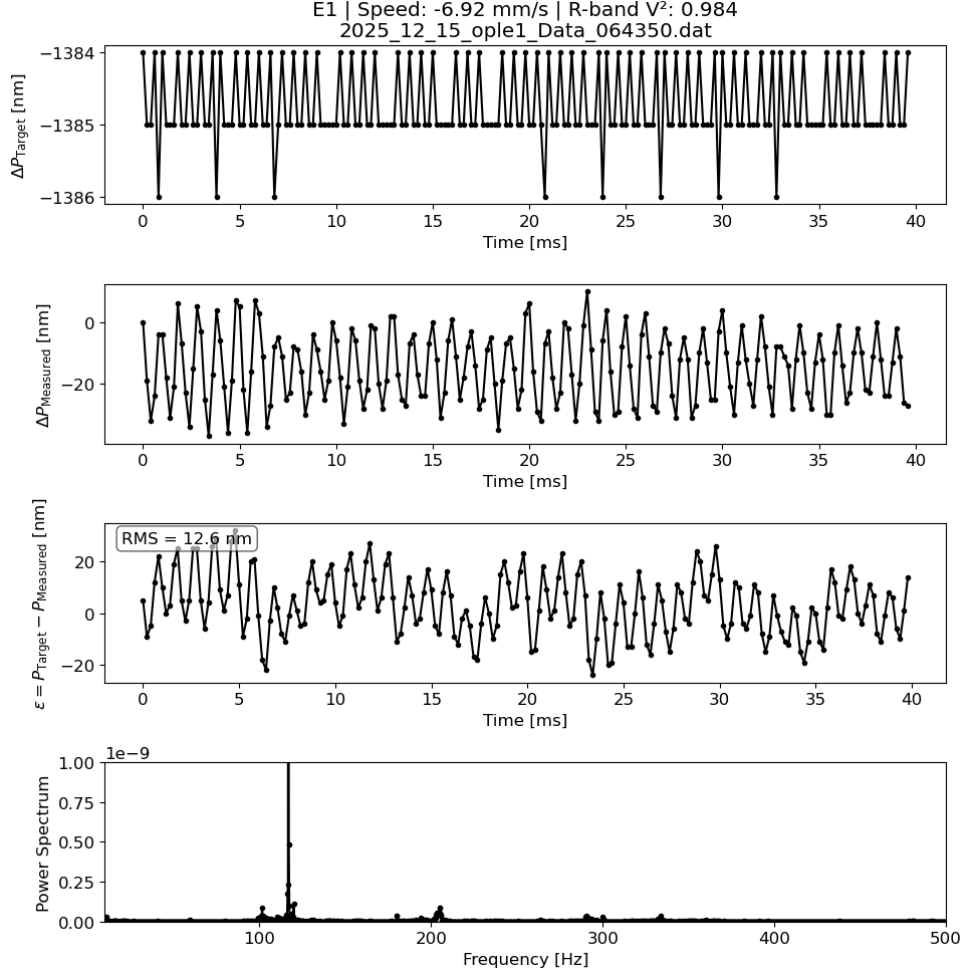 E1 | Speed: -6.92 mm/s | R-band V²: 0.984
2025_12_15_ople1_Data_064350.dat
ΔP_Target [nm]
−1384
−1385
−1386
0 5 10 15 20 25 30 35 40
Time [ms]
ΔP_Measured [nm]
0
−20
0 5 10 15 20 25 30 35 40
Time [ms]
ε = P_Target − P_Measured [nm]
RMS = 12.6 nm
20
0
−20
0 5 10 15 20 25 30 35 40
Time [ms]
1e−9
Power Spectrum
1.00
0.75
0.50
0.25
0.00
100 200 300 400 500
Frequency [Hz]